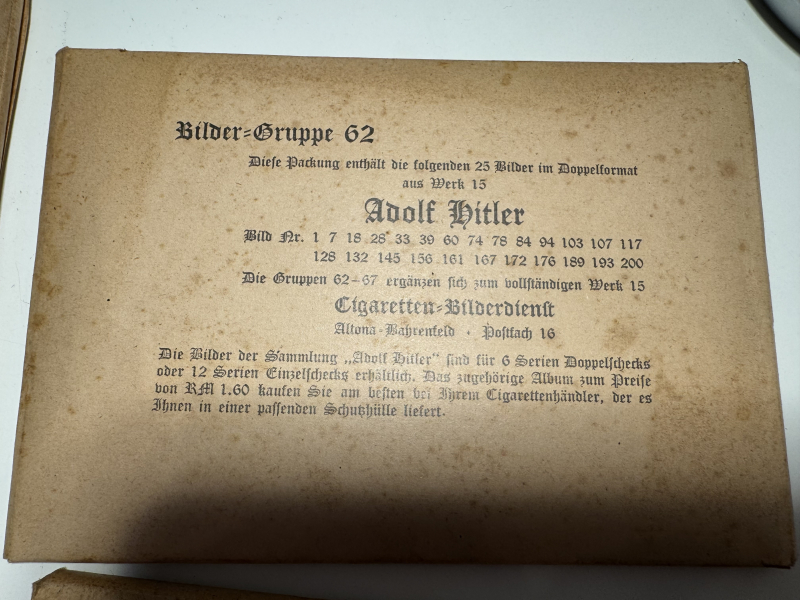 Bilder-Gruppe 62
Diese Packung enthält die folgenden 25 Bilder im Doppelformat
aus Werk 15
Adolf Hitler
Bild Nr. 1 7 18 28 33 39 60 74 78 84 94 103 107 117
128 132 145 156 161 167 172 176 189 193 200
Die Gruppen 62–67 ergänzen sich zum vollständigen Werk 15
Cigaretten-Bilderdienst
Altona-Bahrenfeld • Postfach 16
Die Bilder der Sammlung „Adolf Hitler“ sind für 6 Serien Doppelschecks
oder 12 Serien Einzelschecks erhältlich. Das zugehörige Album zum Preise
von RM 1.60 kaufen Sie am besten bei Ihrem Cigarettenhändler, der es
Ihnen in einer passenden Schutzhülle liefert.